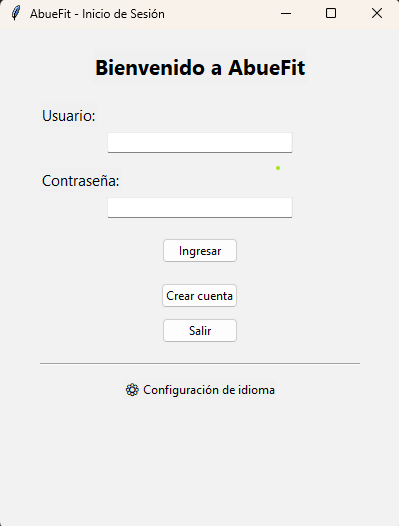 AbueFit - Inicio de Sesión
Bienvenido a AbueFit
Usuario:
Contraseña:
Ingresar
Crear cuenta
Salir
Configuración de idioma